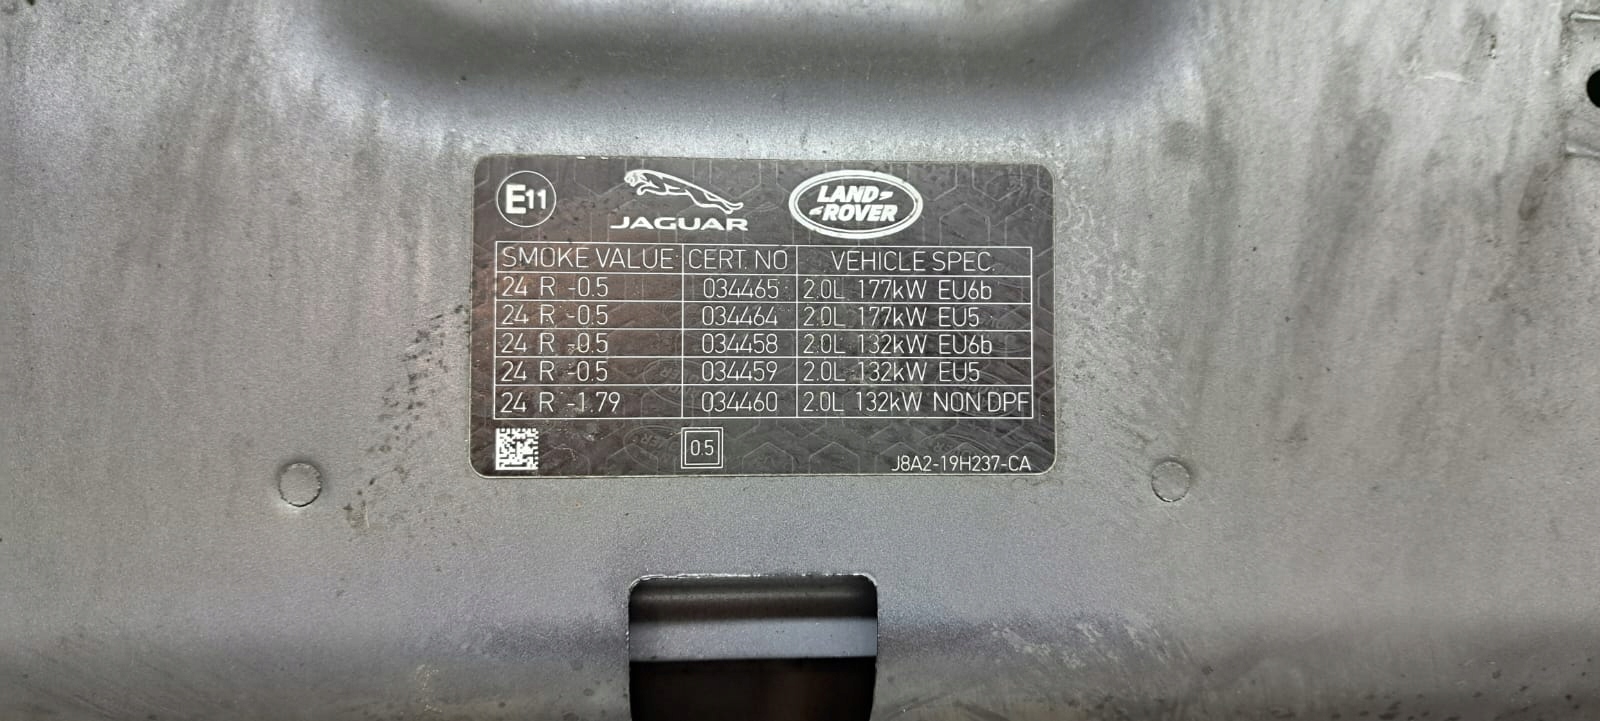 E11
JAGUAR
LAND
ROVER
SMOKE VALUE CERT. NO VEHICLE SPEC.
24 R -0.5 034465 2.0L 177kW EU6b
24 R -0.5 034464 2.0L 177kW EU5
24 R -0.5 034458 2.0L 132kW EU6b
24 R -0.5 034459 2.0L 132kW EU5
24 R -1.79 034460 2.0L 132kW NON DPF
0.5
J8A2-19H237-CA